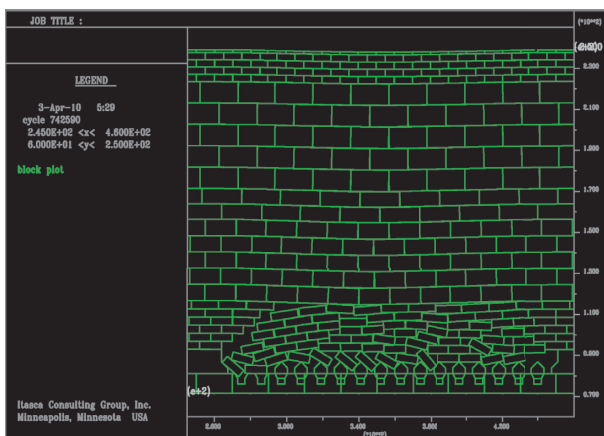 JOB TITLE :
(*10**2)
LEGEND
3-Apr-10 5:29
cycle 742590
2.450E+02 <x< 4.600E+02
6.000E+01 <y< 2.500E+02
block plot
2.300
2.100
1.900
1.700
1.500
1.300
1.100
0.900
0.700
(e+2)
Itasca Consulting Group, Inc.
Minneapolis, Minnesota USA
2.600
3.000
3.400
3.800
4.200
(*10**2)